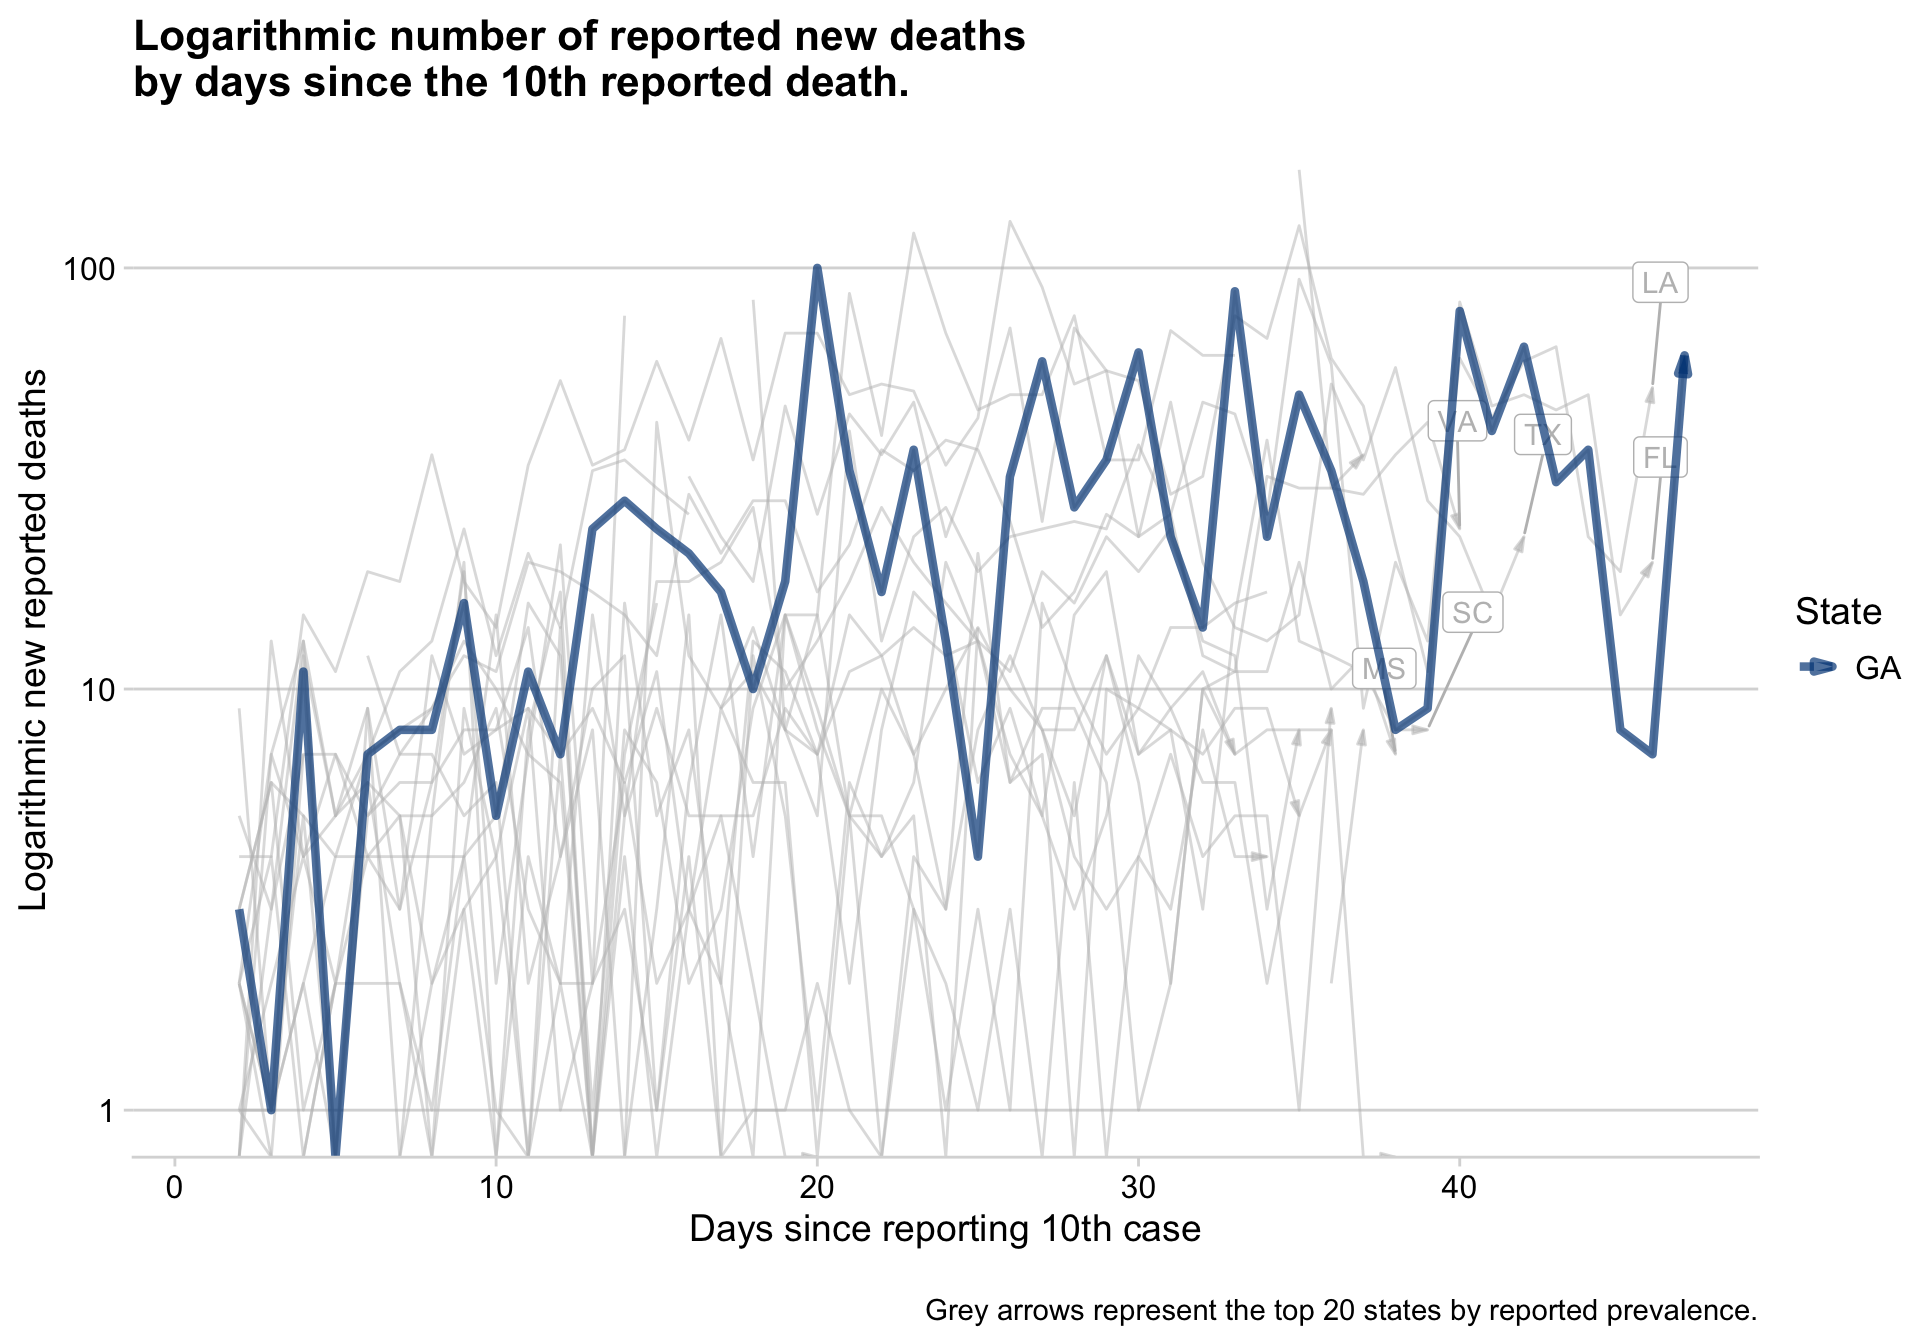 Logarithmic number of reported new deaths
by days since the 10th reported death.
Logarithmic new reported deaths
100
10
1
LA
VA
TX
FL
SC
MS
State
GA
0 10 20 30 40
Days since reporting 10th case
Grey arrows represent the top 20 states by reported prevalence.